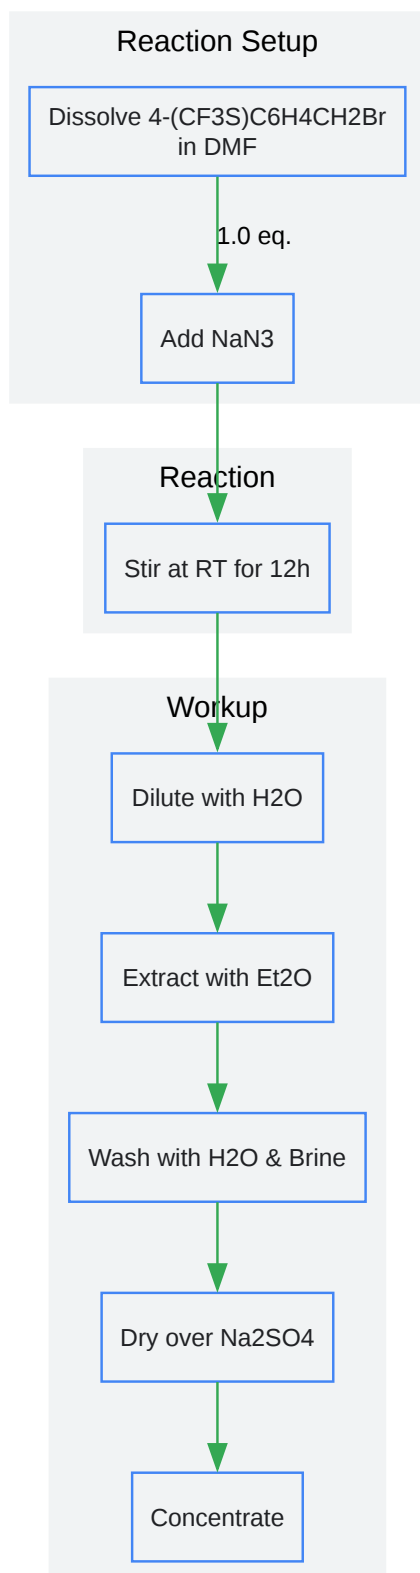 Reaction Setup
Dissolve 4-(CF3S)C6H4CH2Br
in DMF
1.0 eq.
Add NaN3
Reaction
Stir at RT for 12h
Workup
Dilute with H2O
Extract with Et2O
Wash with H2O & Brine
Dry over Na2SO4
Concentrate